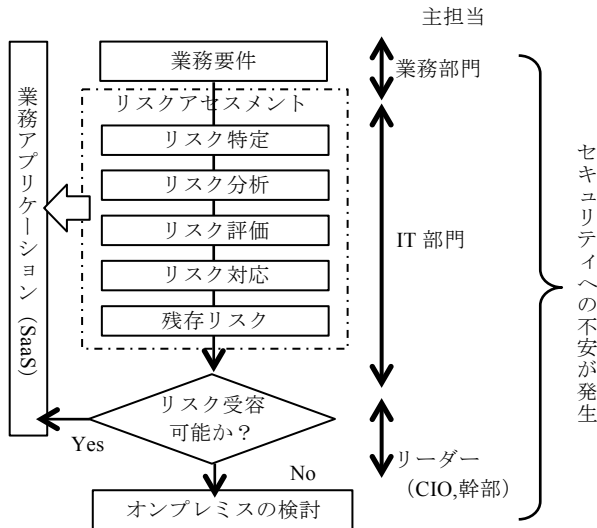 主担当
業務要件
業務部門
リスクアセスメント
リスク特定
リスク分析
リスク評価
リスク対応
残存リスク
IT 部門
業務アプリケーション（SaaS）
セキュリティへの不安が発生
リスク受容
可能か？
Yes
No
リーダー
（CIO,幹部）
オンプレミスの検討